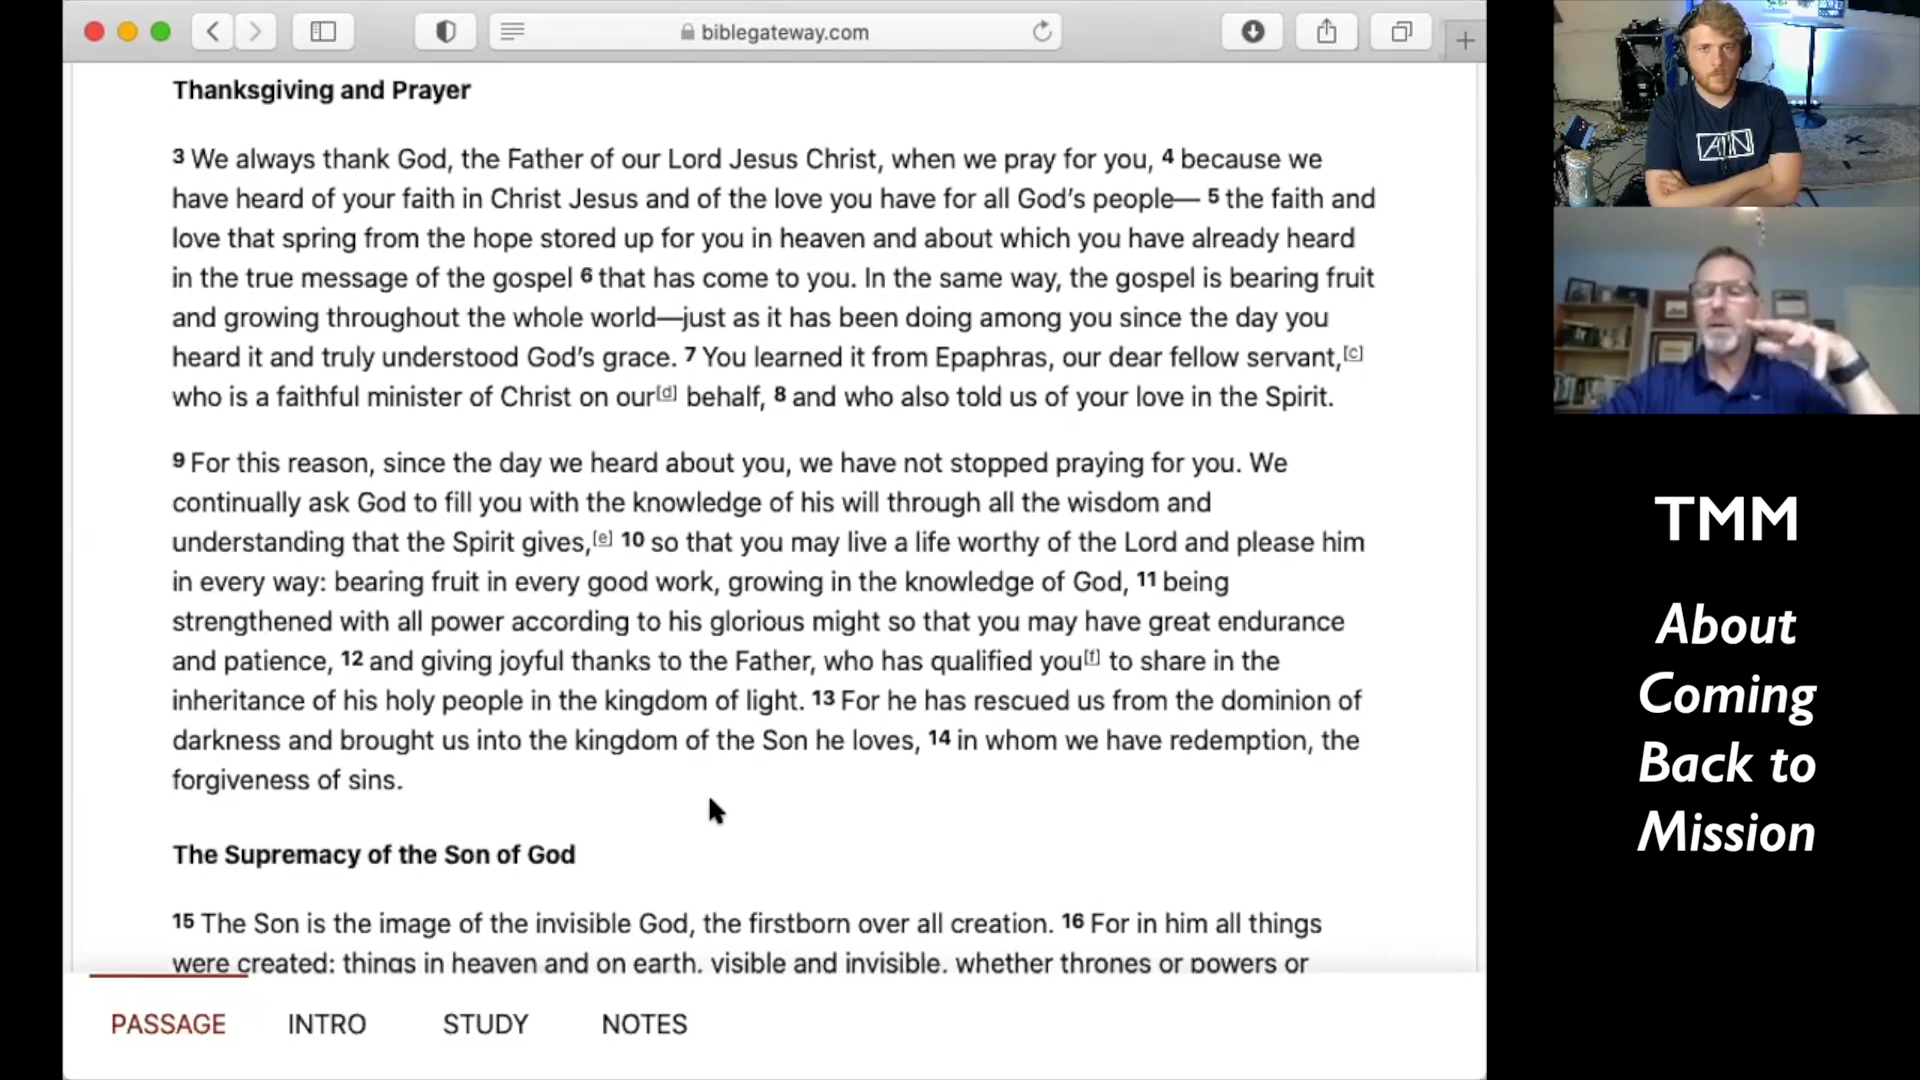 biblegateway.com
Thanksgiving and Prayer
3 We always thank God, the Father of our Lord Jesus Christ, when we pray for you, 4 because we
have heard of your faith in Christ Jesus and of the love you have for all God’s people— 5 the faith and
love that spring from the hope stored up for you in heaven and about which you have already heard
in the true message of the gospel 6 that has come to you. In the same way, the gospel is bearing fruit
and growing throughout the whole world—just as it has been doing among you since the day you
heard it and truly understood God’s grace. 7 You learned it from Epaphras, our dear fellow servant,[c]
who is a faithful minister of Christ on our[d] behalf, 8 and who also told us of your love in the Spirit.
9 For this reason, since the day we heard about you, we have not stopped praying for you. We
continually ask God to fill you with the knowledge of his will through all the wisdom and
understanding that the Spirit gives,[e] 10 so that you may live a life worthy of the Lord and please him
in every way: bearing fruit in every good work, growing in the knowledge of God, 11 being
strengthened with all power according to his glorious might so that you may have great endurance
and patience, 12 and giving joyful thanks to the Father, who has qualified you[f] to share in the
inheritance of his holy people in the kingdom of light. 13 For he has rescued us from the dominion of
darkness and brought us into the kingdom of the Son he loves, 14 in whom we have redemption, the
forgiveness of sins.
The Supremacy of the Son of God
15 The Son is the image of the invisible God, the firstborn over all creation. 16 For in him all things
were created: things in heaven and on earth, visible and invisible, whether thrones or powers or
PASSAGE INTRO STUDY NOTES
TMM
About
Coming
Back to
Mission